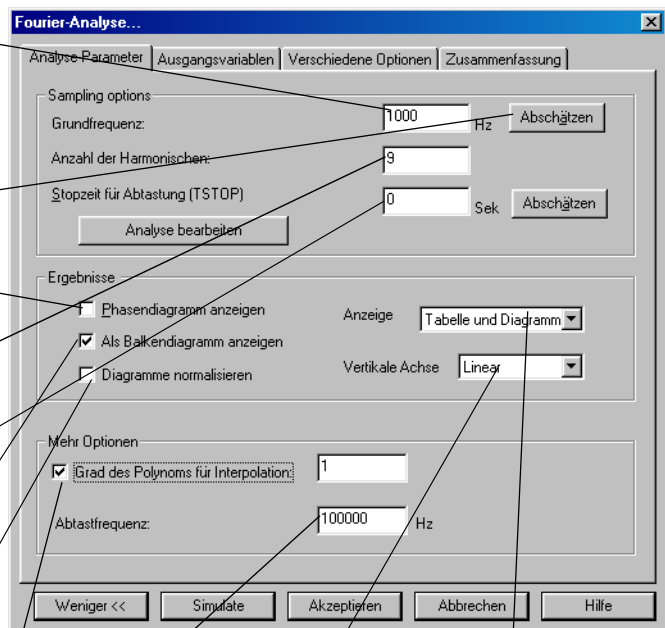 Fourier-Analyse...
Analyse Parameter
Ausgangsvariablen
Verschiedene Optionen
Zusammenfassung
Sampling options
Grundfrequenz: 1000 Hz Abschätzen
Anzahl der Harmonischen: 9
Stopzeit für Abtastung (TSTOP) 0 Sek Abschätzen
Analyse bearbeiten
Ergebnisse
Phasendiagramm anzeigen
Anzeige Tabelle und Diagramm
Als Balkendiagramm anzeigen
Vertikale Achse Linear
Diagramme normalisieren
Mehr Optionen
Grad des Polynoms für Interpolation: 1
Abtastfrequenz: 100000 Hz
Weniger << Simulate Akzeptieren Abbrechen Hilfe